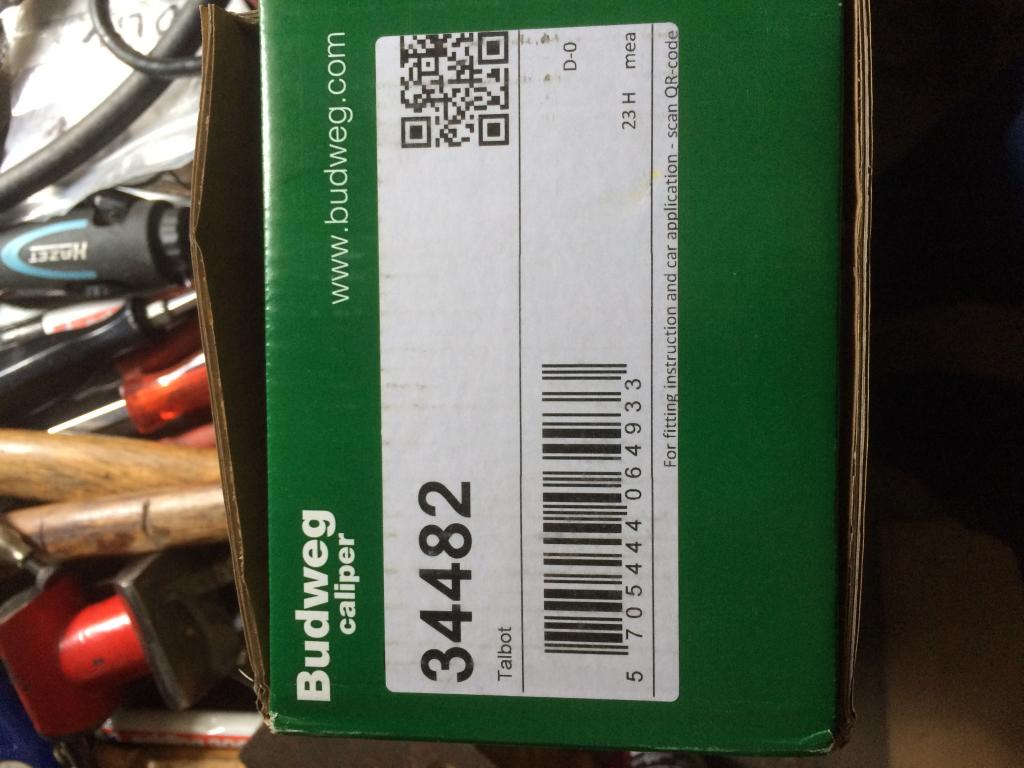 Budweg
caliper
www.budweg.com
34482
Talbot
D-0
23 H mea
5 705444 064933
For fitting instruction and car application - scan QR-code
HAZET